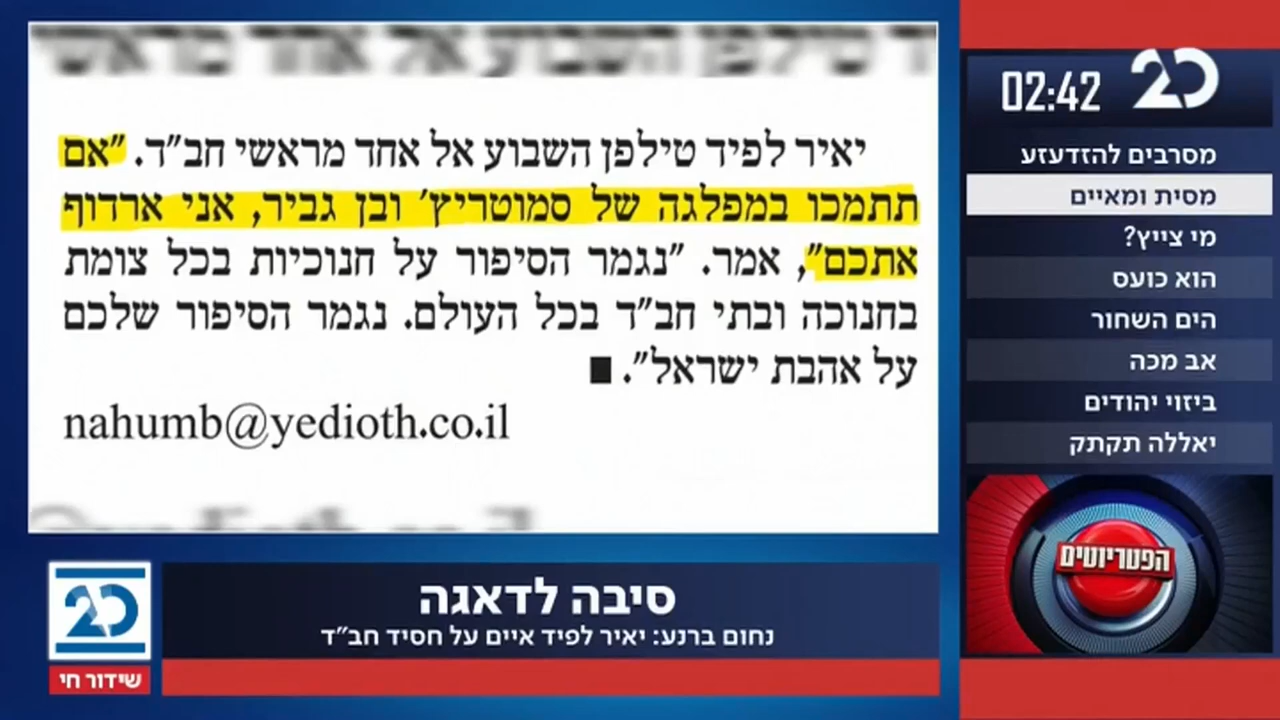 יאיר לפיד טילפן השבוע אל אחד מראשי חב״ד. ״אם
תתמכו במפלגה של סמוטריץ׳ ובן גביר, אני ארדוף
אתכם״, אמר. ״נגמר הסיפור על חנוכיות בכל צומת
בחנוכה ובתי חב״ד בכל העולם. נגמר הסיפור שלכם
על אהבת ישראל״. ■
nahumb@yedioth.co.il
סיבה לדאגה
נחום ברנע: יאיר לפיד איים על חסיד חב״ד
20
שידור חי
02:42
20
מסרבים להזדעזע
מסית ומאיים
מי צייץ?
הוא כועס
הים השחור
אב מכה
ביזוי יהודים
יאללה תקתק
הפטריוטים